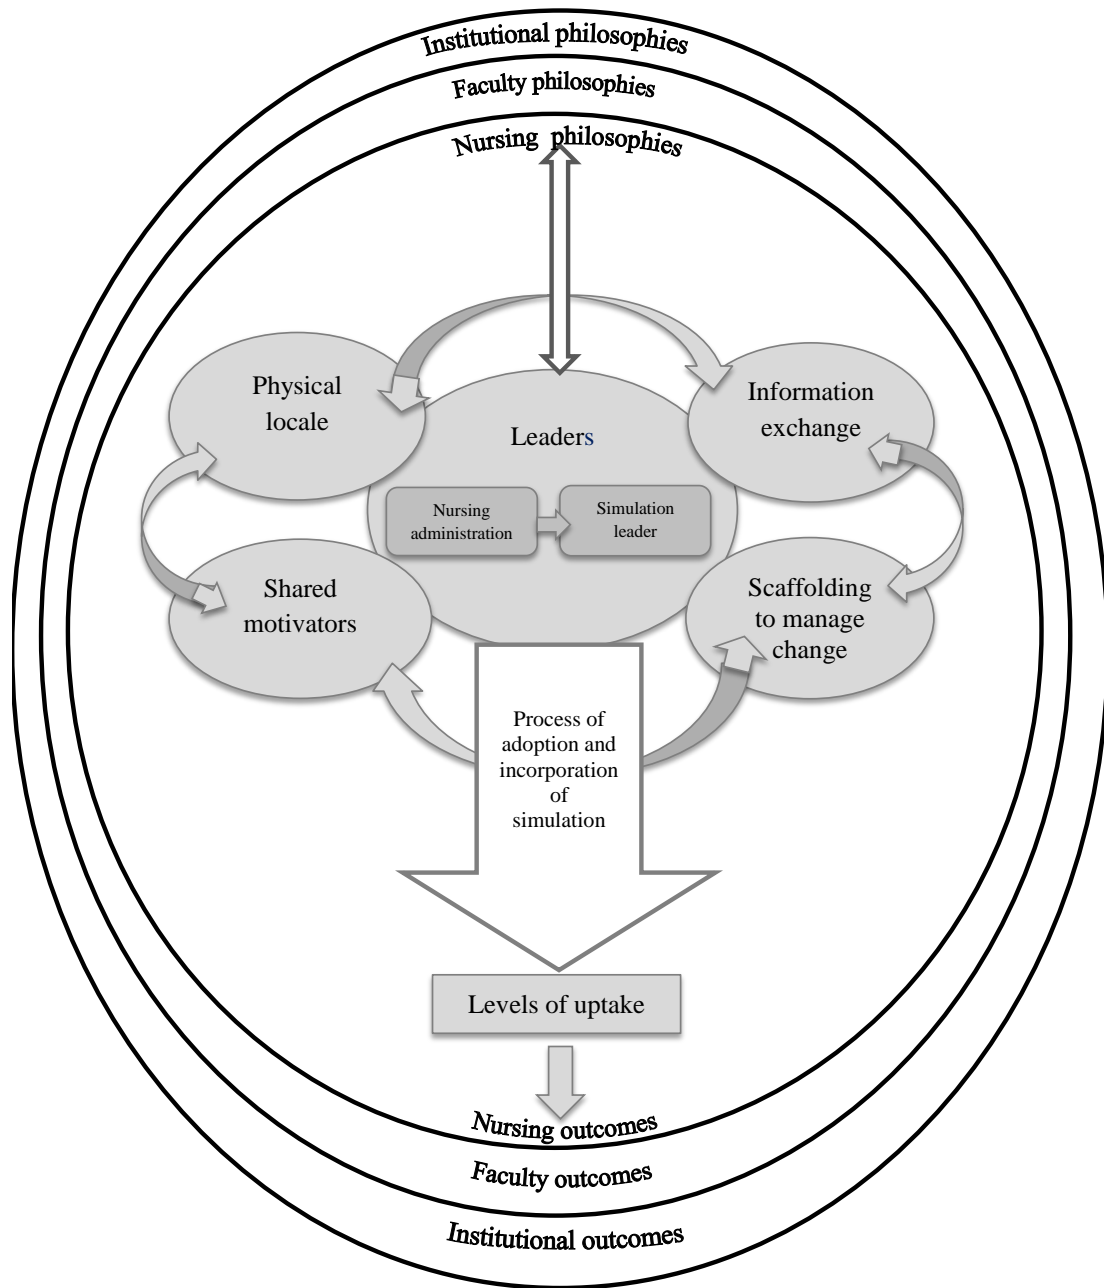 Institutional philosophies
Faculty philosophies
Nursing philosophies
Physical
locale
Information
exchange
Leaders
Nursing
administration
Simulation
leader
Shared
motivators
Scaffolding
to manage
change
Process of
adoption and
incorporation
of
simulation
Levels of uptake
Nursing outcomes
Faculty outcomes
Institutional outcomes